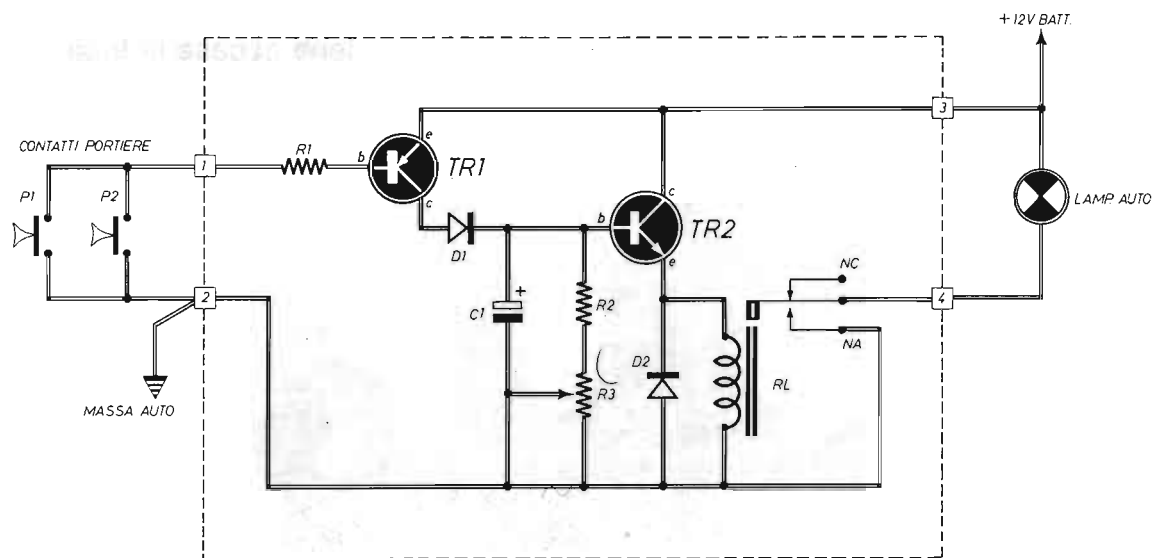 +12V BATT.
3
CONTATTI PORTIERE
1
R1
b
e
TR1
c
P1
P2
D1
b
c
TR2
e
LAMP. AUTO
2
+
C1
R2
NC
4
NA
D2
R3
RL
MASSA AUTO